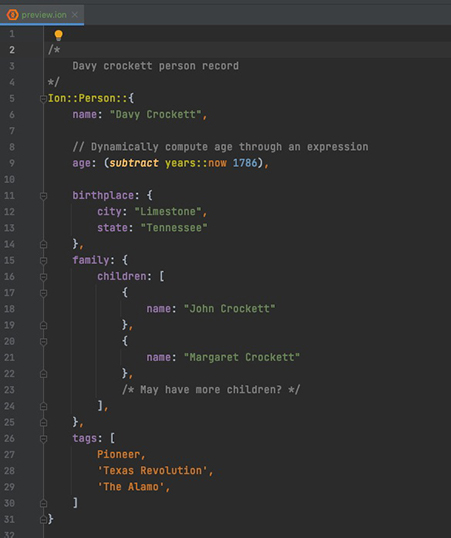 preview.ion
1
2 /*
3 Davy crockett person record
4 */
5 Ion::Person::{
6 name: "Davy Crockett",
7
8 // Dynamically compute age through an expression
9 age: (subtract years::now 1786),
10
11 birthplace: {
12 city: "Limestone",
13 state: "Tennessee"
14 },
15 family: {
16 children: [
17 {
18 name: "John Crockett"
19 },
20 {
21 name: "Margaret Crockett"
22 },
23 /* May have more children? */
24 ],
25 },
26 tags: [
27 Pioneer,
28 'Texas Revolution',
29 'The Alamo',
30 ]
31 }
32